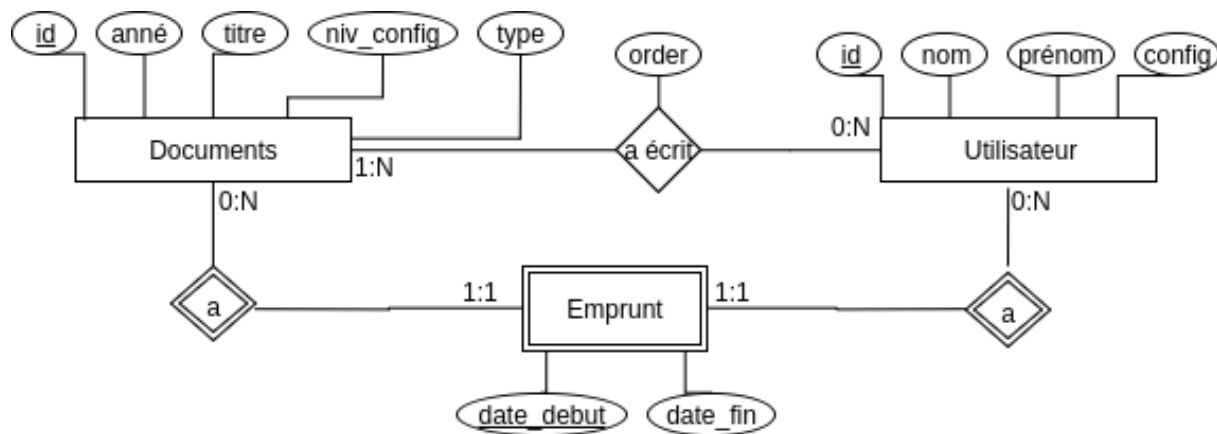 id
anné
titre
niv_config
type
order
id
nom
prénom
config
Documents
1:N
a écrit
0:N
Utilisateur
0:N
0:N
a
1:1
Emprunt
1:1
a
date_debut
date_fin